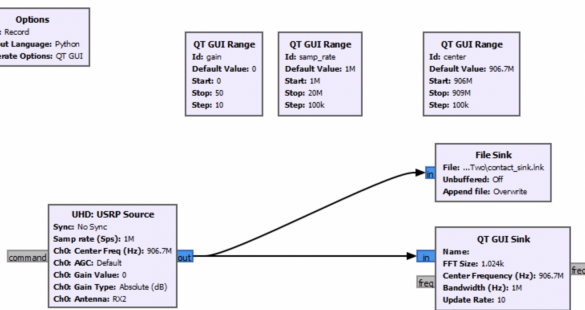 Options
: Record
ut Language: Python
erate Options: QT GUI
QT GUI Range
Id: gain
Default Value: 0
Start: 0
Stop: 50
Step: 10
QT GUI Range
Id: samp_rate
Default Value: 1M
Start: 1M
Stop: 20M
Step: 100k
QT GUI Range
Id: center
Default Value: 906.7M
Start: 906M
Stop: 909M
Step: 100k
File Sink
File: ...Two\contact_sink.lnk
Unbuffered: Off
Append file: Overwrite
in
UHD: USRP Source
Sync: No Sync
Samp rate (Sps): 1M
Ch0: Center Freq (Hz): 906.7M
Ch0: AGC: Default
Ch0: Gain Value: 0
Ch0: Gain Type: Absolute (dB)
Ch0: Antenna: RX2
command
out
QT GUI Sink
Name:
FFT Size: 1.024k
Center Frequency (Hz): 906.7M
Bandwidth (Hz): 1M
Update Rate: 10
in
freq
freq